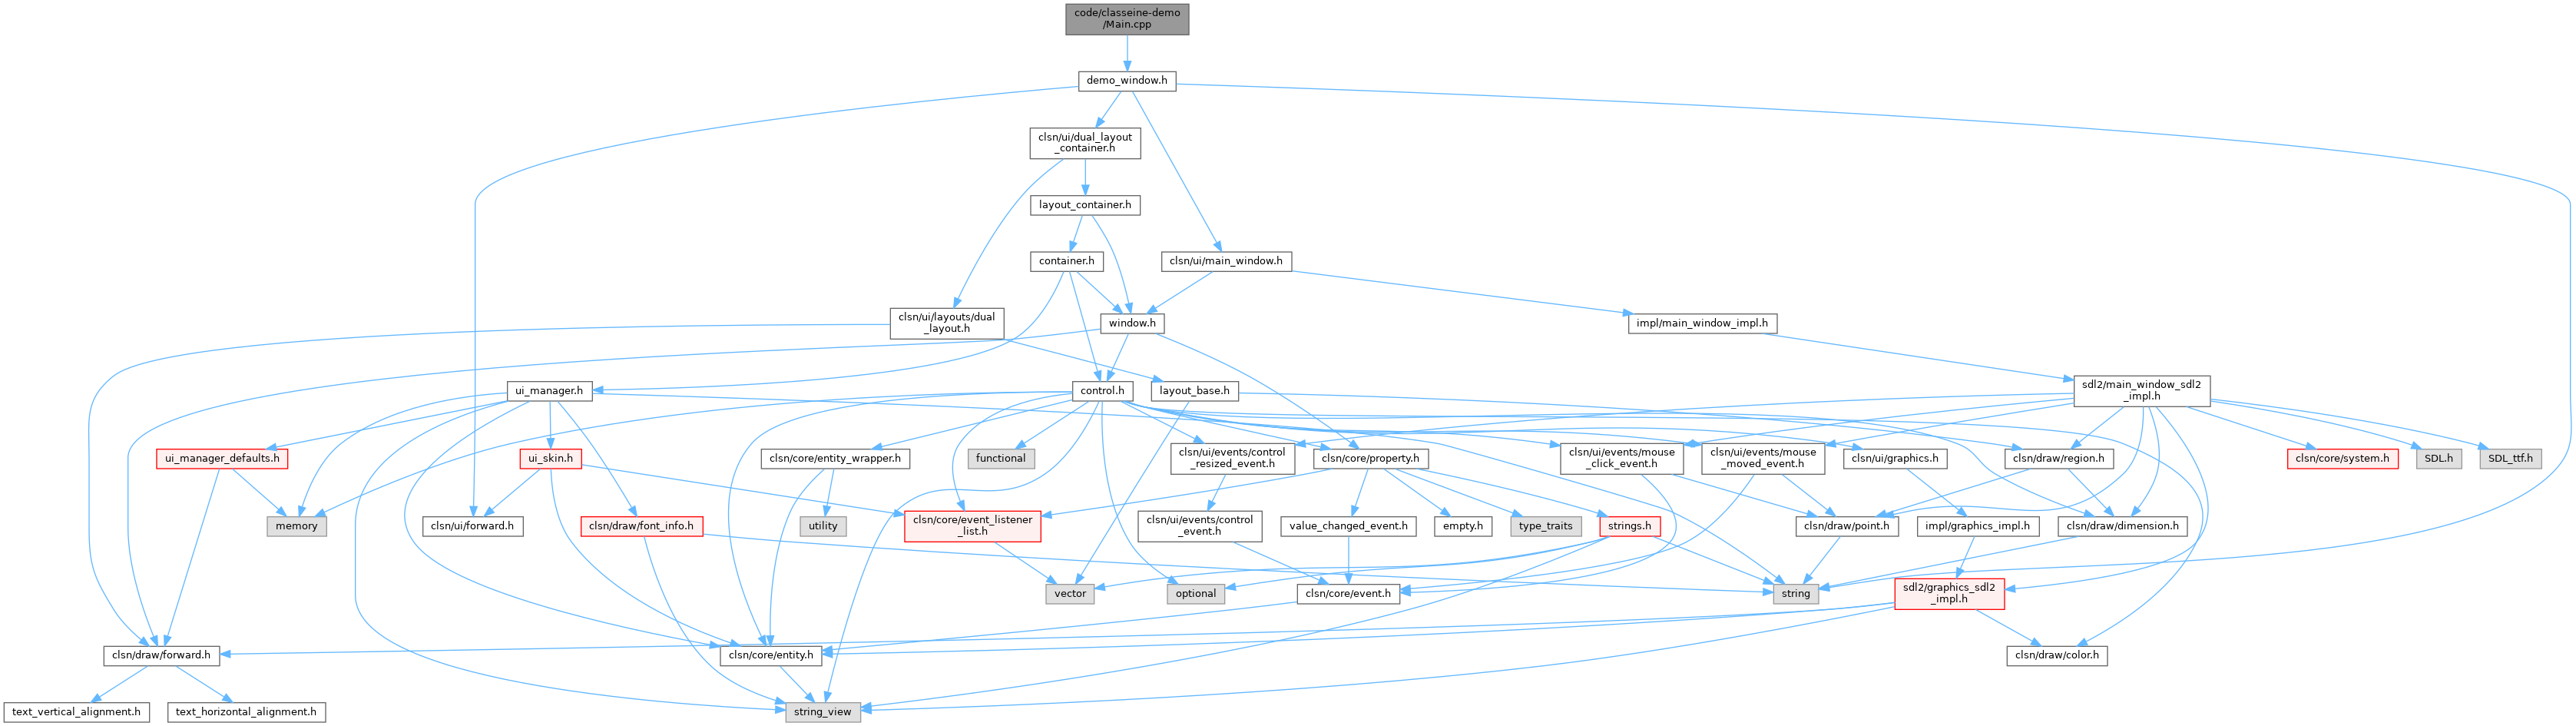 code/classeine-demo
/Main.cpp
demo_window.h
clsn/ui/dual_layout
_container.h
layout_container.h
container.h
clsn/ui/main_window.h
clsn/ui/layouts/dual
_layout.h
window.h
impl/main_window_impl.h
ui_manager.h
control.h
layout_base.h
sdl2/main_window_sdl2
_impl.h
ui_manager_defaults.h
ui_skin.h
clsn/core/entity_wrapper.h
functional
clsn/ui/events/control
_resized_event.h
clsn/core/property.h
clsn/ui/events/mouse
_click_event.h
clsn/ui/events/mouse
_moved_event.h
clsn/ui/graphics.h
clsn/draw/region.h
clsn/core/system.h
SDL.h
SDL_ttf.h
memory
clsn/ui/forward.h
clsn/draw/font_info.h
utility
clsn/core/event_listener
_list.h
clsn/ui/events/control
_event.h
value_changed_event.h
empty.h
type_traits
strings.h
clsn/draw/point.h
impl/graphics_impl.h
clsn/draw/dimension.h
vector
optional
clsn/core/event.h
string
sdl2/graphics_sdl2
_impl.h
clsn/draw/forward.h
clsn/core/entity.h
clsn/draw/color.h
text_vertical_alignment.h
text_horizontal_alignment.h
string_view